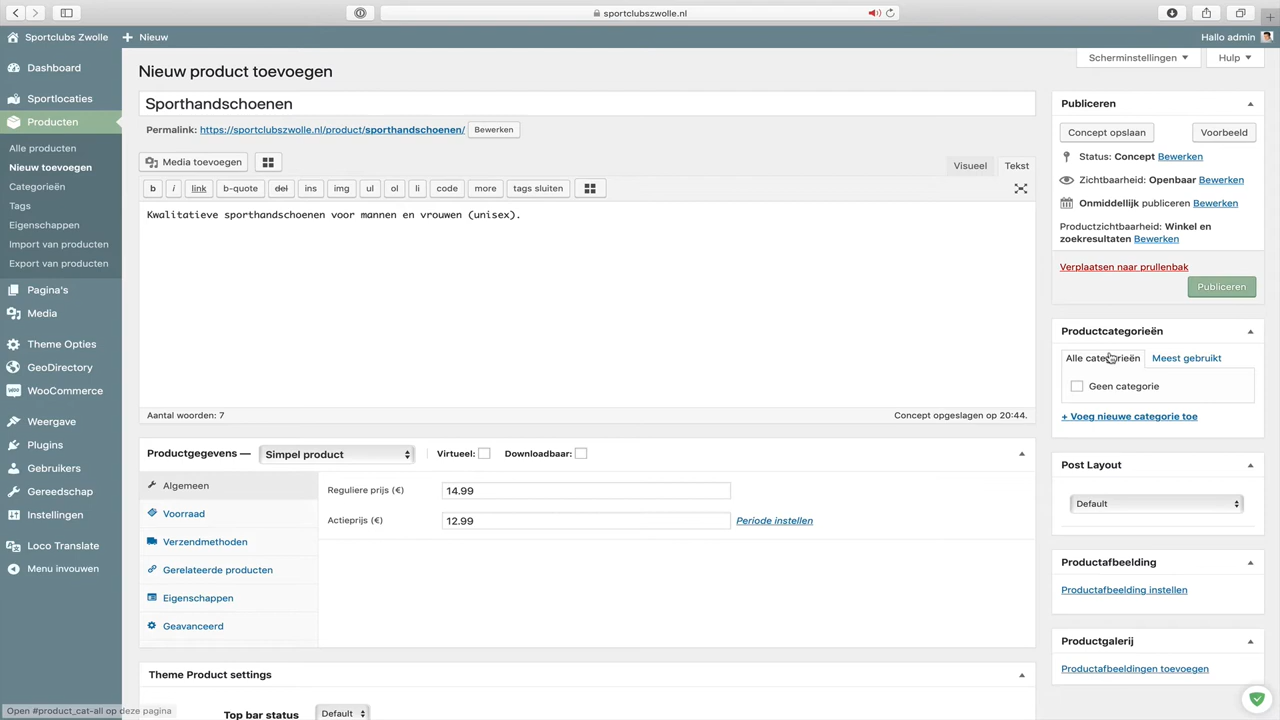 sportclubszwolle.nl
Sportclubs Zwolle
Nieuw
Hallo admin
Dashboard
Sportlocaties
Producten
Alle producten
Nieuw toevoegen
Categorieën
Tags
Eigenschappen
Import van producten
Export van producten
Pagina's
Media
Theme Opties
GeoDirectory
WooCommerce
Weergave
Plugins
Gebruikers
Gereedschap
Instellingen
Loco Translate
Menu invouwen
Open #product_cat-all op deze pagina
Scherminstellingen
Hulp
Nieuw product toevoegen
Sporthandschoenen
Permalink: https://sportclubszwolle.nl/product/sporthandschoenen/ Bewerken
Media toevoegen
Visueel Tekst
b i link b-quote del ins img ul ol li code more tags sluiten
Kwalitatieve sporthandschoenen voor mannen en vrouwen (unisex).
Aantal woorden: 7
Concept opgeslagen op 20:44.
Productgegevens — Simpel product Virtueel: Downloadbaar:
Algemeen
Voorraad
Verzendmethoden
Gerelateerde producten
Eigenschappen
Geavanceerd
Reguliere prijs (€) 14.99
Actieprijs (€) 12.99 Periode instellen
Theme Product settings
Top bar status Default
Publiceren
Concept opslaan Voorbeeld
Status: Concept Bewerken
Zichtbaarheid: Openbaar Bewerken
Onmiddellijk publiceren Bewerken
Productzichtbaarheid: Winkel en
zoekresultaten Bewerken
Verplaatsen naar prullenbak
Publiceren
Productcategorieën
Alle categorieën Meest gebruikt
Geen categorie
+ Voeg nieuwe categorie toe
Post Layout
Default
Productafbeelding
Productafbeelding instellen
Productgalerij
Productafbeeldingen toevoegen